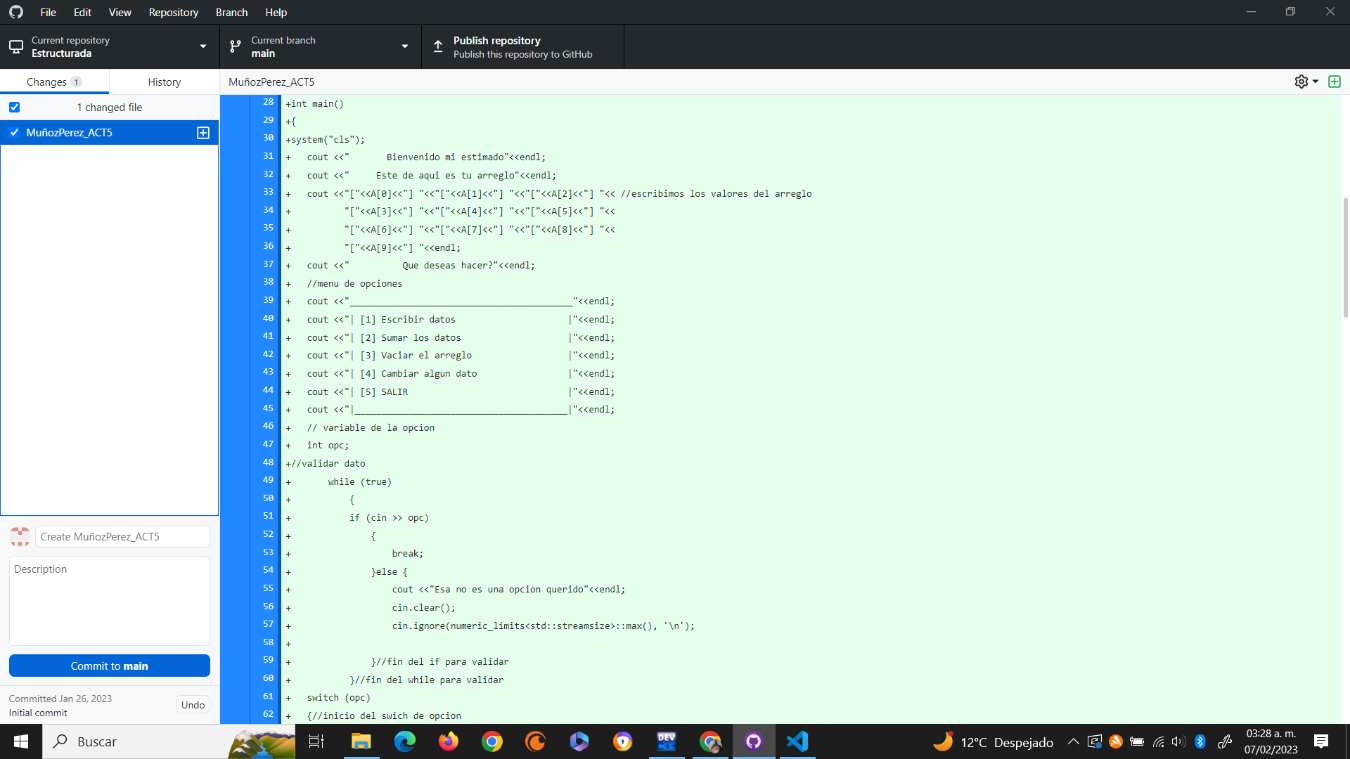 File Edit View Repository Branch Help
Current repository
Estructurada
Current branch
main
Publish repository
Publish this repository to GitHub
Changes 1 History
MuñozPerez_ACT5
1 changed file
MuñozPerez_ACT5
28 +int main()
29 +{
30 +system("cls");
31 + cout <<"       Bienvenido mi estimado"<<endl;
32 + cout <<"     Este de aqui es tu arreglo"<<endl;
33 + cout <<"["<<A[0]<<"] "<<"["<<A[1]<<"] "<<"["<<A[2]<<"] "<< //escribimos los valores del arreglo
34 + "["<<A[3]<<"] "<<"["<<A[4]<<"] "<<"["<<A[5]<<"] "<<
35 + "["<<A[6]<<"] "<<"["<<A[7]<<"] "<<"["<<A[8]<<"] "<<
36 + "["<<A[9]<<"] "<<endl;
37 + cout <<"          Que deseas hacer?"<<endl;
38 + //menu de opciones
39 + cout <<"__________________________________________"<<endl;
40 + cout <<"| [1] Escribir datos                     |"<<endl;
41 + cout <<"| [2] Sumar los datos                    |"<<endl;
42 + cout <<"| [3] Vaciar el arreglo                  |"<<endl;
43 + cout <<"| [4] Cambiar algun dato                 |"<<endl;
44 + cout <<"| [5] SALIR                              |"<<endl;
45 + cout <<"|________________________________________|"<<endl;
46 + // variable de la opcion
47 + int opc;
48 +//validar dato
49 + while (true)
50 + {
51 + if (cin >> opc)
52 + {
53 + break;
54 + }else {
55 + cout <<"Esa no es una opcion querido"<<endl;
56 + cin.clear();
57 + cin.ignore(numeric_limits<std::streamsize>::max(), '\n');
58 +
59 + }//fin del if para validar
60 + }//fin del while para validar
61 + switch (opc)
62 + {//inicio del swich de opcion
Create MuñozPerez_ACT5
Description
Commit to main
Committed Jan 26, 2023
Initial commit
Undo
Buscar
DEV
12°C Despejado
03:28 a. m.
07/02/2023